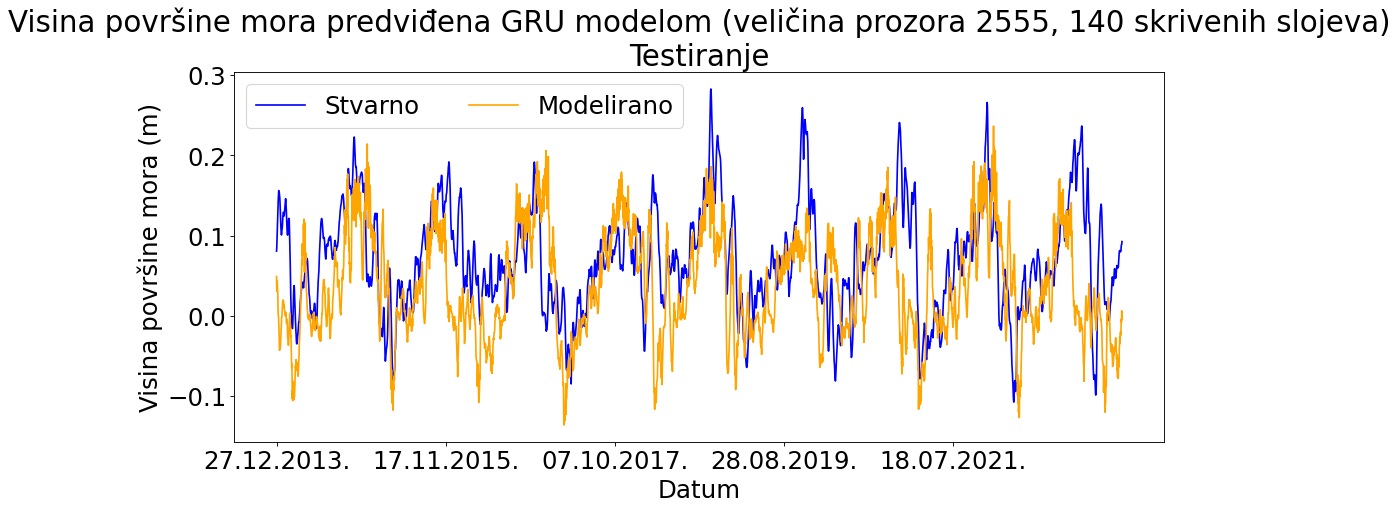 Visina površine mora predviđena GRU modelom (veličina prozora 2555, 140 skrivenih slojeva)
Testiranje
Stvarno
Modelirano
Visina površine mora (m)
0.3
0.2
0.1
0.0
−0.1
27.12.2013.
17.11.2015.
07.10.2017.
28.08.2019.
18.07.2021.
Datum